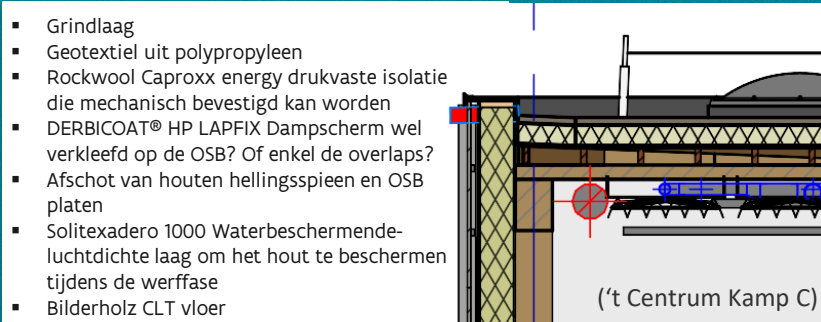 ▪ Grindlaag
▪ Geotextiel uit polypropyleen
▪ Rockwool Caproxx energy drukvaste isolatie
die mechanisch bevestigd kan worden
▪ DERBICOAT® HP LAPFIX Dampscherm wel
verkleefd op de OSB? Of enkel de overlaps?
▪ Afschot van houten hellingsspieen en OSB
platen
▪ Solitexadero 1000 Waterbeschermende-
luchtdichte laag om het hout te beschermen
tijdens de werffase
▪ Bilderholz CLT vloer
(‘t Centrum Kamp C)